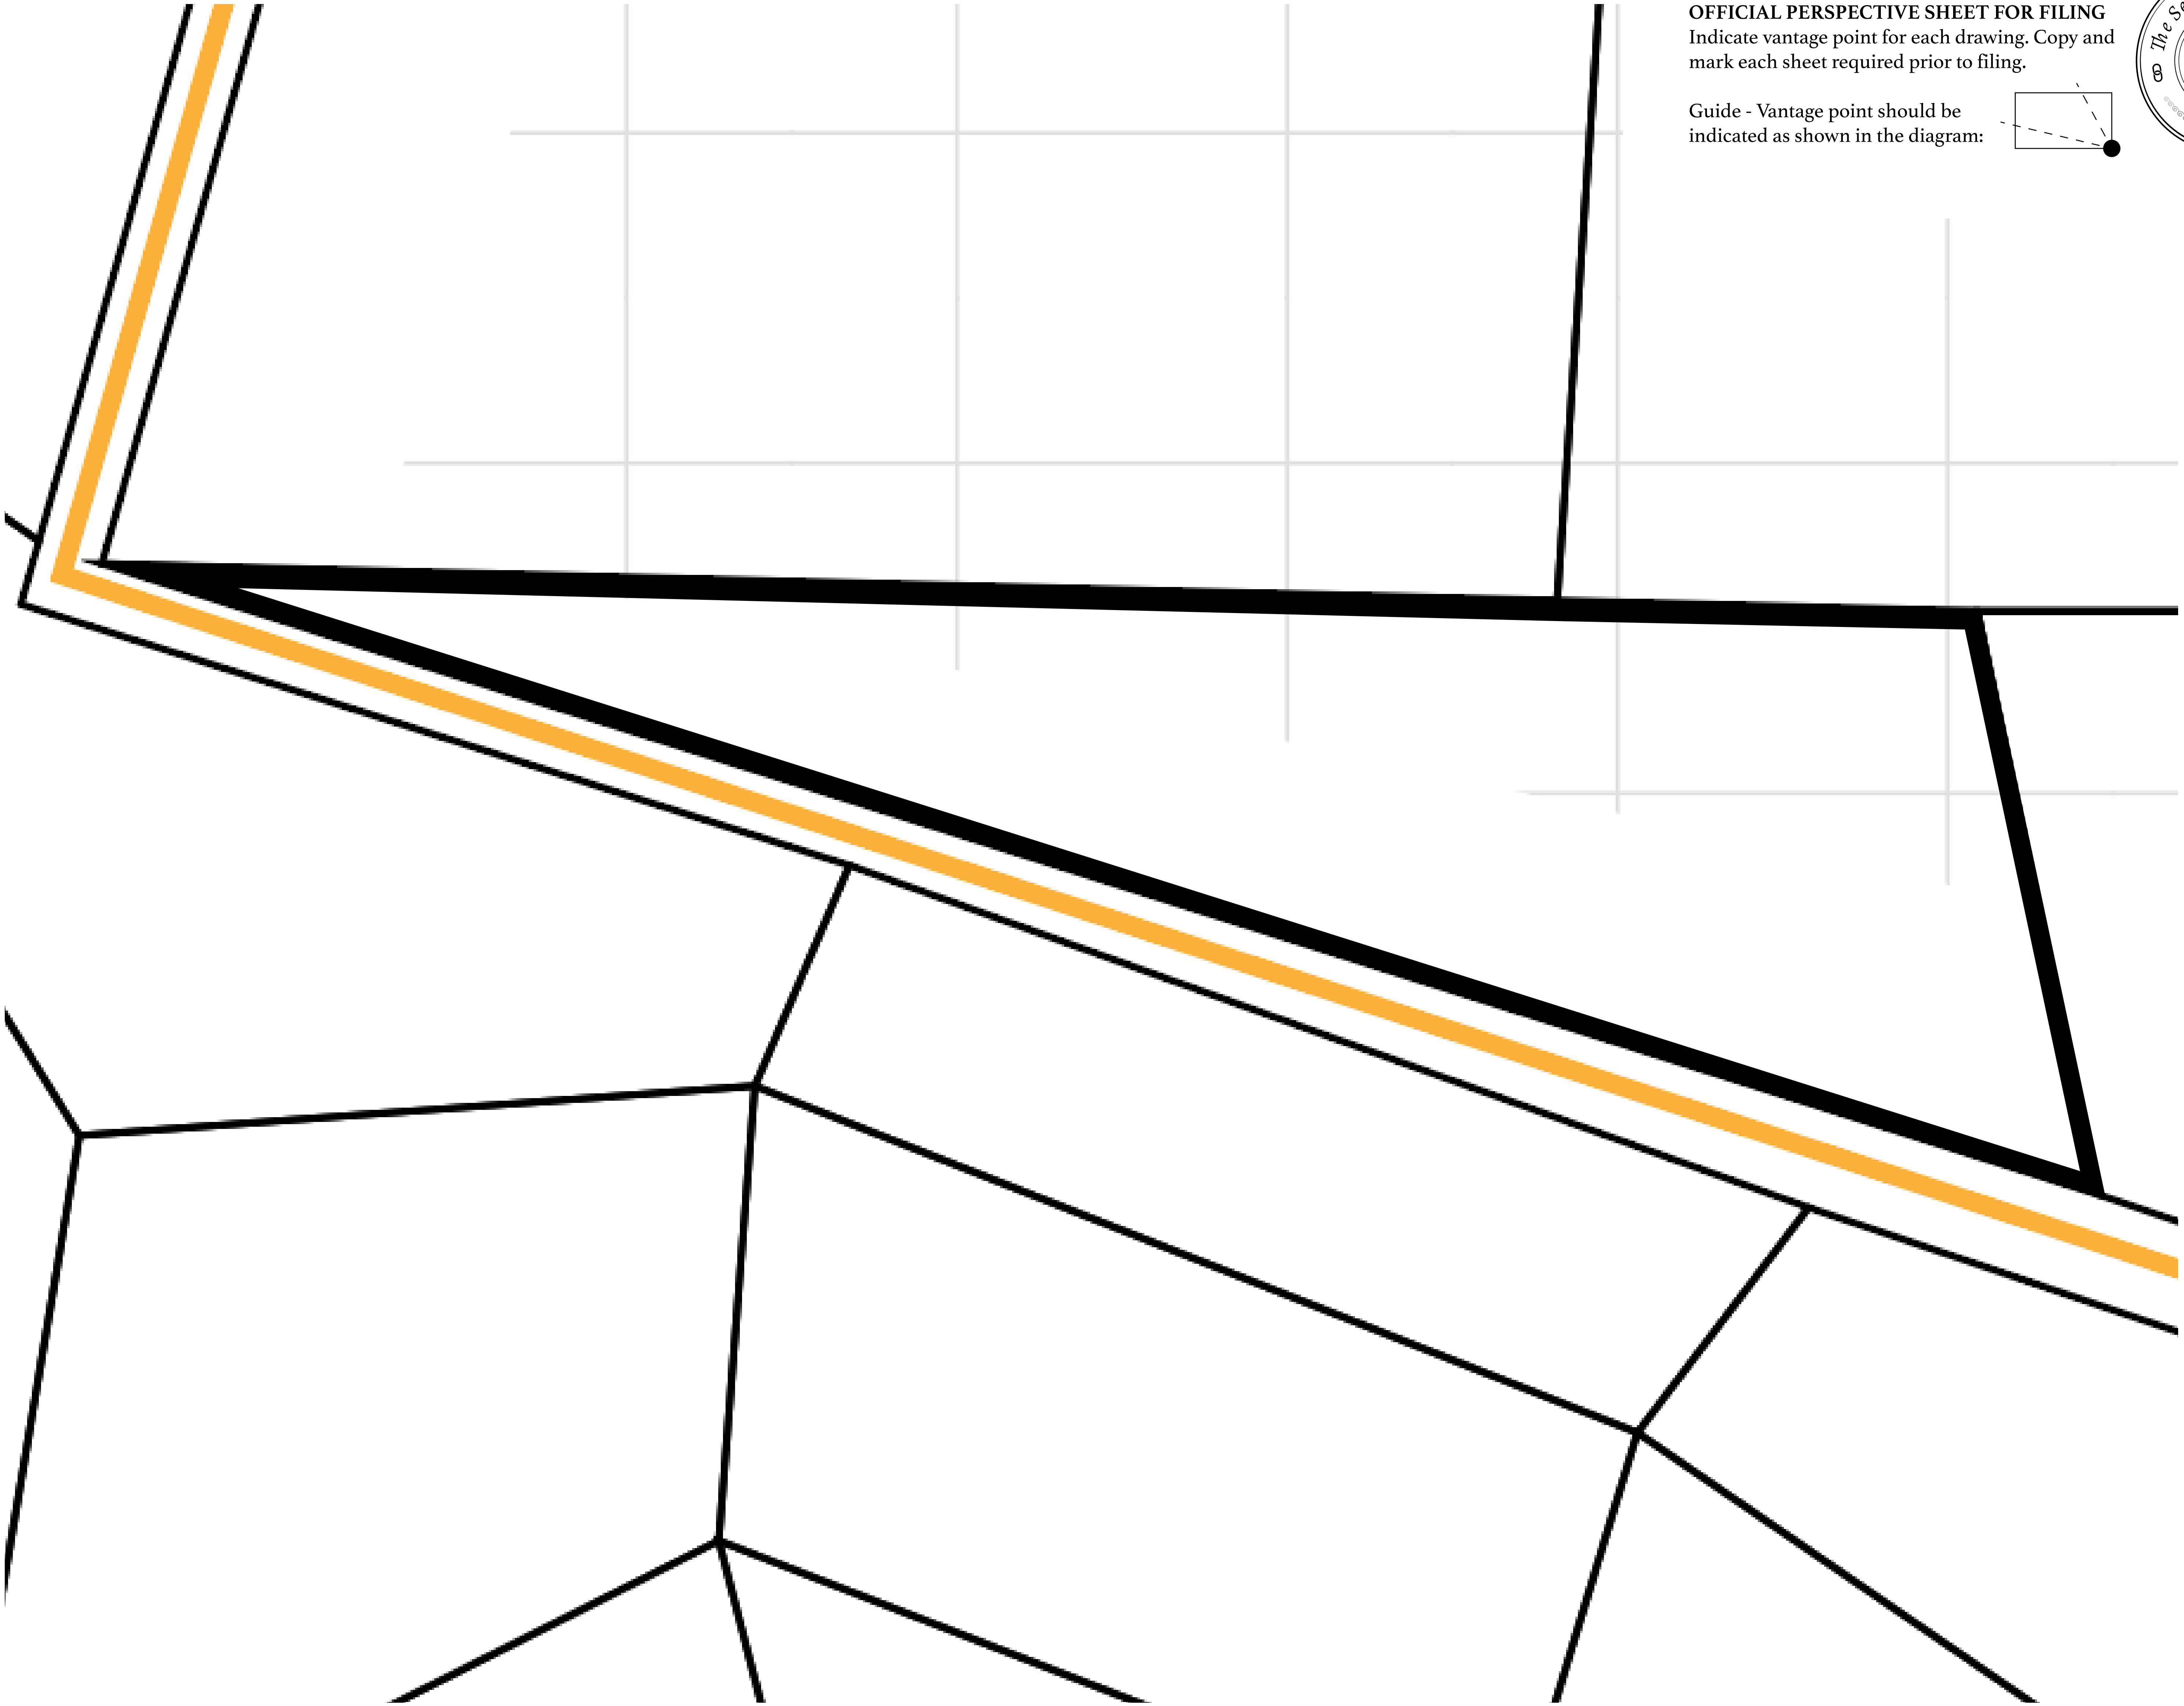 OFFICIAL PERSPECTIVE SHEET FOR FILING
Indicate vantage point for each drawing. Copy and
mark each sheet required prior to filing.
Guide - Vantage point should be
indicated as shown in the diagram:
The